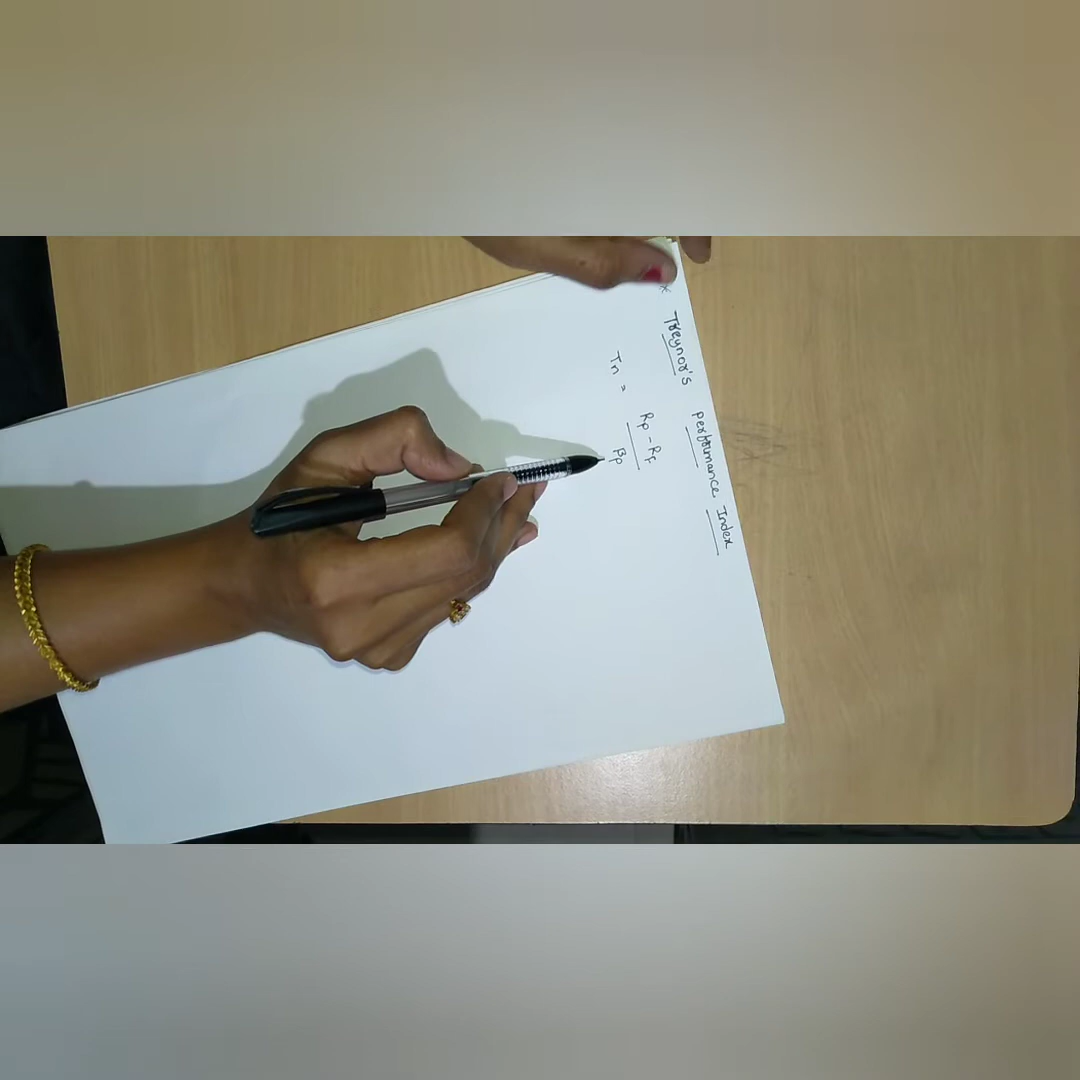 * Treynor's performance Index
Tn = Rp - Rf
βp